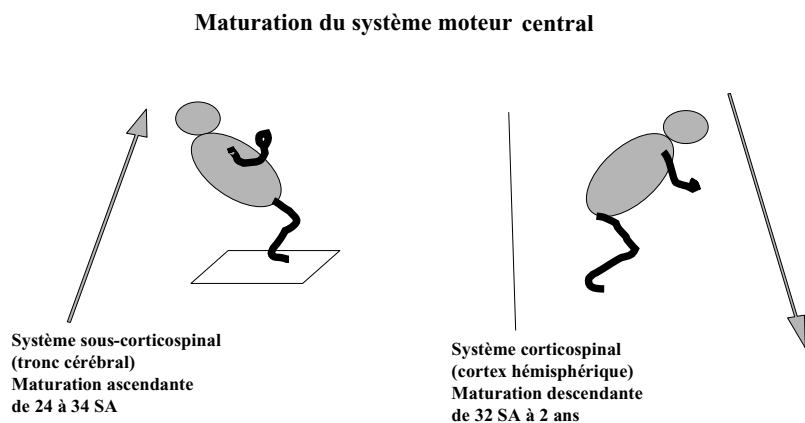 Maturation du système moteur central
Système sous-corticospinal
(tronc cérébral)
Maturation ascendante
de 24 à 34 SA
Système corticospinal
(cortex hémisphérique)
Maturation descendante
de 32 SA à 2 ans